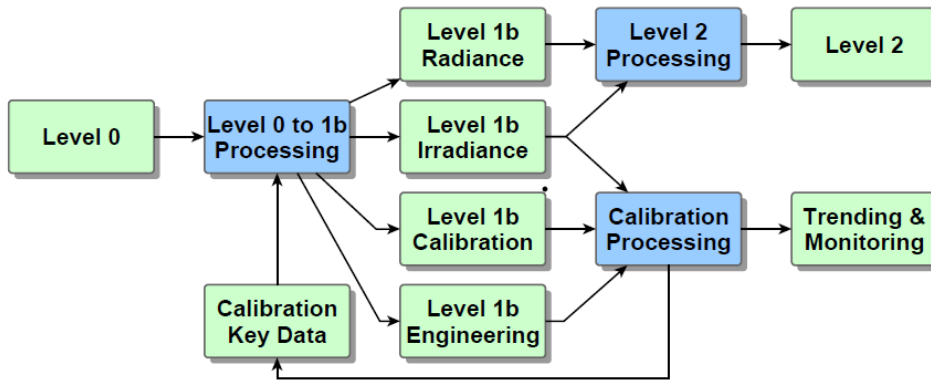 Level 1b
Radiance
Level 2
Processing
Level 2
Level 0
Level 0 to 1b
Processing
Level 1b
Irradiance
Level 1b
Calibration
Calibration
Processing
Trending &
Monitoring
Calibration
Key Data
Level 1b
Engineering